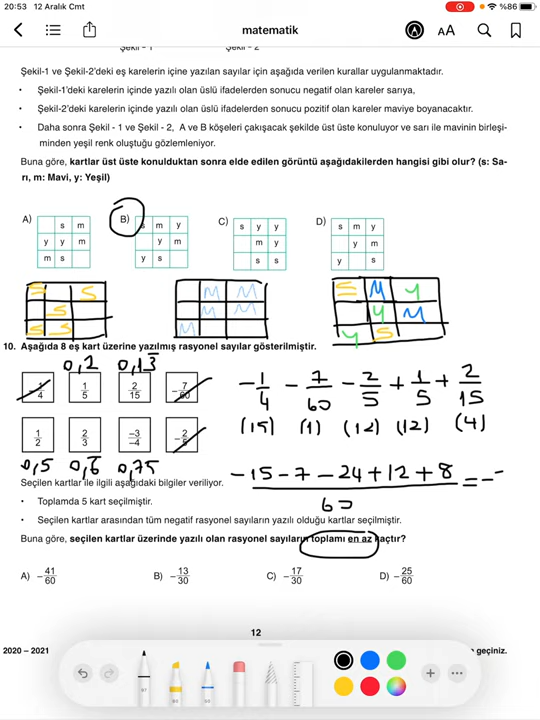 20:53 12 Aralık Cmt
%86
matematik
AA
Şekil – 1 Şekil – 2
Şekil-1 ve Şekil-2'deki eş karelerin içine yazılan sayılar için aşağıda verilen kurallar uygulanmaktadır.
• Şekil-1'deki karelerin içinde yazılı olan üslü ifadelerden sonucu negatif olan kareler sarıya,
• Şekil-2'deki karelerin içinde yazılı olan üslü ifadelerden sonucu pozitif olan kareler maviye boyanacaktır.
• Daha sonra Şekil - 1 ve Şekil - 2, A ve B köşeleri çakışacak şekilde üst üste konuluyor ve sarı ile mavinin birleşi-
minden yeşil renk oluştuğu gözlemleniyor.
Buna göre, kartlar üst üste konulduktan sonra elde edilen görüntü aşağıdakilerden hangisi gibi olur? (s: Sa-
rı, m: Mavi, y: Yeşil)
A) B) C) D)
s m s m y s y y s m y
y y m y m m y y m
m s y s s s y s
S S M M S M Y
S M M Y M
S S M Y S
10. Aşağıda 8 eş kart üzerine yazılmış rasyonel sayılar gösterilmiştir.
0,2 0,13
-1/4 1/5 2/15 -7/60
-1/4 - 7/60 - 2/5 + 1/5 + 2/15
(15) (1) (12) (12) (4)
1/2 2/3 -3/-4 -2/5
0,5 0,6 0,75
-15-7-24+12+8 = -
60
Seçilen kartlar ile ilgili aşağıdaki bilgiler veriliyor.
• Toplamda 5 kart seçilmiştir.
• Seçilen kartlar arasından tüm negatif rasyonel sayıların yazılı olduğu kartlar seçilmiştir.
Buna göre, seçilen kartlar üzerinde yazılı olan rasyonel sayıların toplamı en az kaçtır?
A) -41/60 B) -13/30 C) -17/30 D) -25/60
12
2020 – 2021
geçiniz.